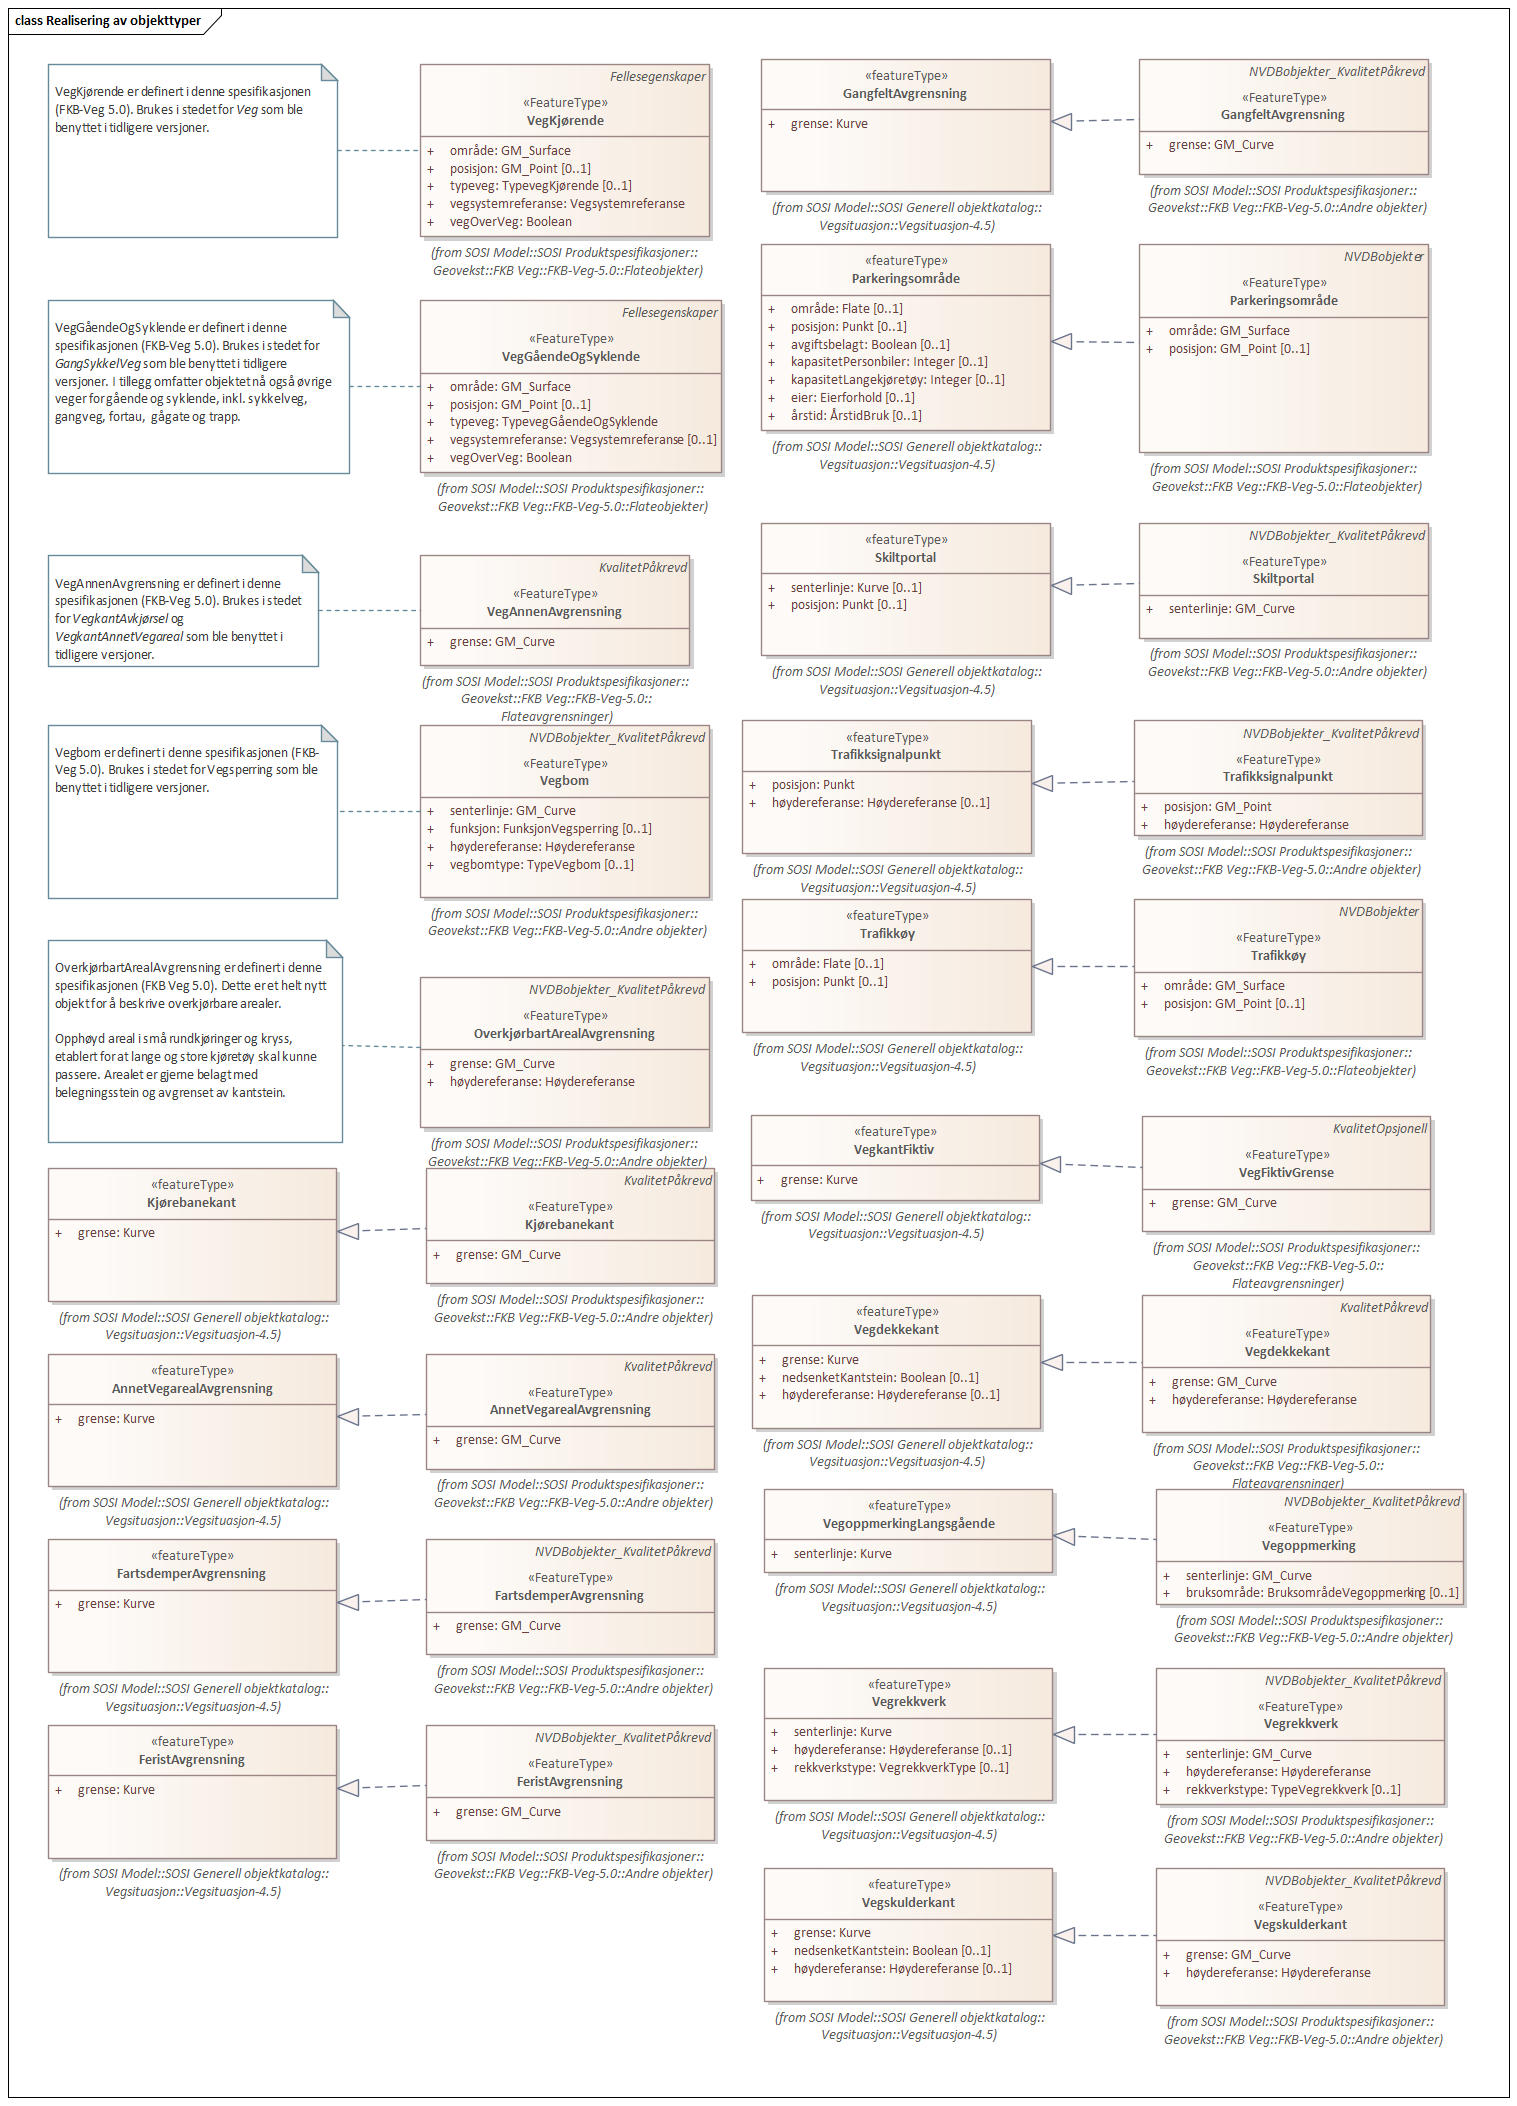 class Realisering av objekttyper
VegKjørende er definert i denne spesifikasjonen
(FKB-Veg 5.0). Brukes i stedet for Veg som ble
benyttet i tidligere versjoner.
Fellesegenskaper
«FeatureType»
VegKjørende
+ område: GM_Surface
+ posisjon: GM_Point [0..1]
+ typeveg: TypevegKjørende [0..1]
+ vegsystemreferanse: Vegsystemreferanse
+ vegOverVeg: Boolean
(from SOSI Model::SOSI Produktspesifikasjoner::
Geovekst::FKB Veg::FKB-Veg-5.0::Flateobjekter)
VegGåendeOgSyklende er definert i denne
spesifikasjonen (FKB-Veg 5.0). Brukes i stedet for
GangSykkelVeg som ble benyttet i tidligere
versjoner. I tillegg omfatter objektet nå også øvrige
veger for gående og syklende, inkl. sykkelveg,
gangveg, fortau, gågate og trapp.
Fellesegenskaper
«FeatureType»
VegGåendeOgSyklende
+ område: GM_Surface
+ posisjon: GM_Point [0..1]
+ typeveg: TypevegGåendeOgSyklende
+ vegsystemreferanse: Vegsystemreferanse [0..1]
+ vegOverVeg: Boolean
(from SOSI Model::SOSI Produktspesifikasjoner::
Geovekst::FKB Veg::FKB-Veg-5.0::Flateobjekter)
VegAnnenAvgrensning er definert i denne
spesifikasjonen (FKB-Veg 5.0). Brukes i stedet
for VegkantAvkjørsel og
VegkantAnnetVegareal som ble benyttet i
tidligere versjoner.
KvalitetPåkrevd
«FeatureType»
VegAnnenAvgrensning
+ grense: GM_Curve
(from SOSI Model::SOSI Produktspesifikasjoner::
Geovekst::FKB Veg::FKB-Veg-5.0::
Flateavgrensninger)
Vegbom er definert i denne spesifikasjonen (FKB-
Veg 5.0). Brukes i stedet for Vegsperring som ble
benyttet i tidligere versjoner.
NVDBobjekter_KvalitetPåkrevd
«FeatureType»
Vegbom
+ senterlinje: GM_Curve
+ funksjon: FunksjonVegsperring [0..1]
+ høydereferanse: Høydereferanse
+ vegbomtype: TypeVegbom [0..1]
(from SOSI Model::SOSI Produktspesifikasjoner::
Geovekst::FKB Veg::FKB-Veg-5.0::Andre objekter)
OverkjørbartArealAvgrensning er definert i denne
spesifikasjonen (FKB Veg 5.0). Dette er et helt nytt
objekt for å beskrive overkjørbare arealer.
Opphøyd areal i små rundkjøringer og kryss,
etablert for at lange og store kjøretøy skal kunne
passere. Arealet er gjerne belagt med
belegningsstein og avgrenset av kantstein.
NVDBobjekter_KvalitetPåkrevd
«FeatureType»
OverkjørbartArealAvgrensning
+ grense: GM_Curve
+ høydereferanse: Høydereferanse
(from SOSI Model::SOSI Produktspesifikasjoner::
Geovekst::FKB Veg::FKB-Veg-5.0::Andre objekter)
«featureType»
Kjørebanekant
+ grense: Kurve
(from SOSI Model::SOSI Generell objektkatalog::
Vegsituasjon::Vegsituasjon-4.5)
KvalitetPåkrevd
«FeatureType»
Kjørebanekant
+ grense: GM_Curve
(from SOSI Model::SOSI Produktspesifikasjoner::
Geovekst::FKB Veg::FKB-Veg-5.0::Andre objekter)
«featureType»
AnnetVegarealAvgrensning
+ grense: Kurve
(from SOSI Model::SOSI Generell objektkatalog::
Vegsituasjon::Vegsituasjon-4.5)
KvalitetPåkrevd
«FeatureType»
AnnetVegarealAvgrensning
+ grense: GM_Curve
(from SOSI Model::SOSI Produktspesifikasjoner::
Geovekst::FKB Veg::FKB-Veg-5.0::Andre objekter)
«featureType»
FartsdemperAvgrensning
+ grense: Kurve
(from SOSI Model::SOSI Generell objektkatalog::
Vegsituasjon::Vegsituasjon-4.5)
NVDBobjekter_KvalitetPåkrevd
«FeatureType»
FartsdemperAvgrensning
+ grense: GM_Curve
(from SOSI Model::SOSI Produktspesifikasjoner::
Geovekst::FKB Veg::FKB-Veg-5.0::Andre objekter)
«featureType»
FeristAvgrensning
+ grense: Kurve
(from SOSI Model::SOSI Generell objektkatalog::
Vegsituasjon::Vegsituasjon-4.5)
NVDBobjekter_KvalitetPåkrevd
«FeatureType»
FeristAvgrensning
+ grense: GM_Curve
(from SOSI Model::SOSI Produktspesifikasjoner::
Geovekst::FKB Veg::FKB-Veg-5.0::Andre objekter)
«featureType»
GangfeltAvgrensning
+ grense: Kurve
(from SOSI Model::SOSI Generell objektkatalog::
Vegsituasjon::Vegsituasjon-4.5)
NVDBobjekter_KvalitetPåkrevd
«FeatureType»
GangfeltAvgrensning
+ grense: GM_Curve
(from SOSI Model::SOSI Produktspesifikasjoner::
Geovekst::FKB Veg::FKB-Veg-5.0::Andre objekter)
«featureType»
Parkeringsområde
+ område: Flate [0..1]
+ posisjon: Punkt [0..1]
+ avgiftsbelagt: Boolean [0..1]
+ kapasitetPersonbiler: Integer [0..1]
+ kapasitetLangekjøretøy: Integer [0..1]
+ eier: Eierforhold [0..1]
+ årstid: ÅrstidBruk [0..1]
(from SOSI Model::SOSI Generell objektkatalog::
Vegsituasjon::Vegsituasjon-4.5)
NVDBobjekter
«FeatureType»
Parkeringsområde
+ område: GM_Surface
+ posisjon: GM_Point [0..1]
(from SOSI Model::SOSI Produktspesifikasjoner::
Geovekst::FKB Veg::FKB-Veg-5.0::Flateobjekter)
«featureType»
Skiltportal
+ senterlinje: Kurve [0..1]
+ posisjon: Punkt [0..1]
(from SOSI Model::SOSI Generell objektkatalog::
Vegsituasjon::Vegsituasjon-4.5)
NVDBobjekter_KvalitetPåkrevd
«FeatureType»
Skiltportal
+ senterlinje: GM_Curve
(from SOSI Model::SOSI Produktspesifikasjoner::
Geovekst::FKB Veg::FKB-Veg-5.0::Andre objekter)
«featureType»
Trafikksignalpunkt
+ posisjon: Punkt
+ høydereferanse: Høydereferanse [0..1]
(from SOSI Model::SOSI Generell objektkatalog::
Vegsituasjon::Vegsituasjon-4.5)
NVDBobjekter_KvalitetPåkrevd
«FeatureType»
Trafikksignalpunkt
+ posisjon: GM_Point
+ høydereferanse: Høydereferanse
(from SOSI Model::SOSI Produktspesifikasjoner::
Geovekst::FKB Veg::FKB-Veg-5.0::Andre objekter)
«featureType»
Trafikkøy
+ område: Flate [0..1]
+ posisjon: Punkt [0..1]
(from SOSI Model::SOSI Generell objektkatalog::
Vegsituasjon::Vegsituasjon-4.5)
NVDBobjekter
«FeatureType»
Trafikkøy
+ område: GM_Surface
+ posisjon: GM_Point [0..1]
(from SOSI Model::SOSI Produktspesifikasjoner::
Geovekst::FKB Veg::FKB-Veg-5.0::Flateobjekter)
«featureType»
VegkantFiktiv
+ grense: Kurve
(from SOSI Model::SOSI Generell objektkatalog::
Vegsituasjon::Vegsituasjon-4.5)
KvalitetOpsjonell
«FeatureType»
VegFiktivGrense
+ grense: GM_Curve
(from SOSI Model::SOSI Produktspesifikasjoner::
Geovekst::FKB Veg::FKB-Veg-5.0::
Flateavgrensninger)
«featureType»
Vegdekkekant
+ grense: Kurve
+ nedsenketKantstein: Boolean [0..1]
+ høydereferanse: Høydereferanse [0..1]
(from SOSI Model::SOSI Generell objektkatalog::
Vegsituasjon::Vegsituasjon-4.5)
KvalitetPåkrevd
«FeatureType»
Vegdekkekant
+ grense: GM_Curve
+ høydereferanse: Høydereferanse
(from SOSI Model::SOSI Produktspesifikasjoner::
Geovekst::FKB Veg::FKB-Veg-5.0::
Flateavgrensninger)
«featureType»
VegoppmerkingLangsgående
+ senterlinje: Kurve
(from SOSI Model::SOSI Generell objektkatalog::
Vegsituasjon::Vegsituasjon-4.5)
NVDBobjekter_KvalitetPåkrevd
«FeatureType»
Vegoppmerking
+ senterlinje: GM_Curve
+ bruksområde: BruksområdeVegoppmerking [0..1]
(from SOSI Model::SOSI Produktspesifikasjoner::
Geovekst::FKB Veg::FKB-Veg-5.0::Andre objekter)
«featureType»
Vegrekkverk
+ senterlinje: Kurve
+ høydereferanse: Høydereferanse [0..1]
+ rekkverkstype: VegrekkverkType [0..1]
(from SOSI Model::SOSI Generell objektkatalog::
Vegsituasjon::Vegsituasjon-4.5)
NVDBobjekter_KvalitetPåkrevd
«FeatureType»
Vegrekkverk
+ senterlinje: GM_Curve
+ høydereferanse: Høydereferanse
+ rekkverkstype: TypeVegrekkverk [0..1]
(from SOSI Model::SOSI Produktspesifikasjoner::
Geovekst::FKB Veg::FKB-Veg-5.0::Andre objekter)
«featureType»
Vegskulderkant
+ grense: Kurve
+ nedsenketKantstein: Boolean [0..1]
+ høydereferanse: Høydereferanse [0..1]
(from SOSI Model::SOSI Generell objektkatalog::
Vegsituasjon::Vegsituasjon-4.5)
NVDBobjekter_KvalitetPåkrevd
«FeatureType»
Vegskulderkant
+ grense: GM_Curve
+ høydereferanse: Høydereferanse
(from SOSI Model::SOSI Produktspesifikasjoner::
Geovekst::FKB Veg::FKB-Veg-5.0::Andre objekter)